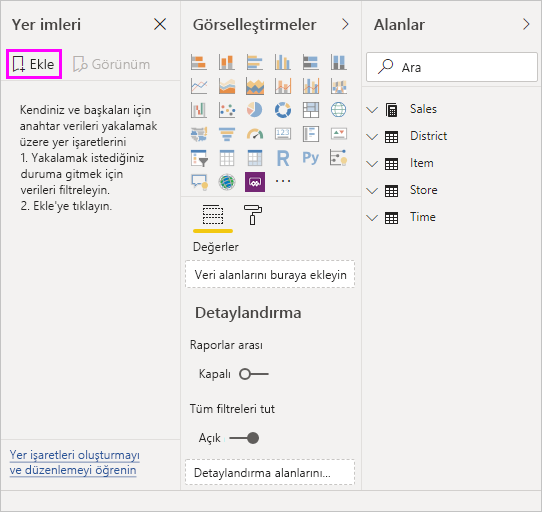 Yer imleri
Ekle
Görünüm
Kendiniz ve başkaları için
anahtar verileri yakalamak
üzere yer işaretlerini
1. Yakalamak istediğiniz
duruma gitmek için
verileri filtreleyin.
2. Ekle'ye tıklayın.
Yer işaretleri oluşturmayı
ve düzenlemeyi öğrenin
Görselleştirmeler
123
R
Py
Değerler
Veri alanlarını buraya ekleyin
Detaylandırma
Raporlar arası
Kapalı
Tüm filtreleri tut
Açık
Detaylandırma alanlarını...
Alanlar
Ara
Sales
District
Item
Store
Time